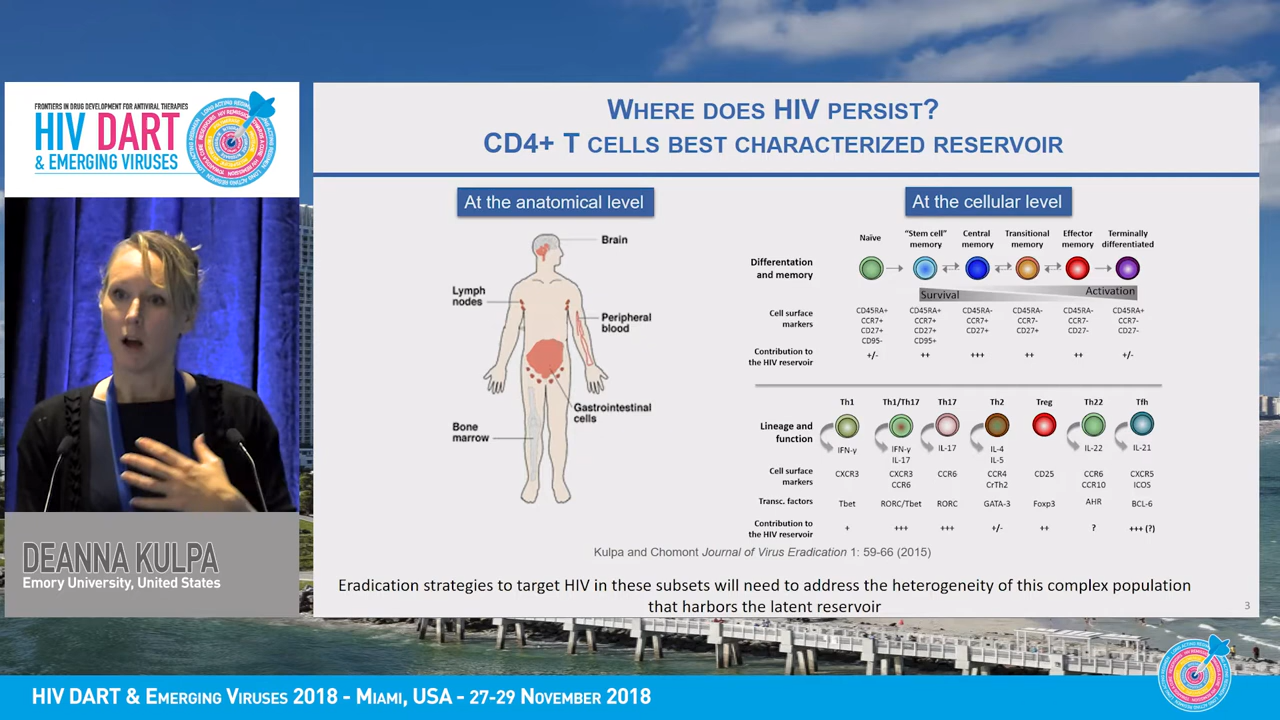 FRONTIERS IN DRUG DEVELOPMENT FOR ANTIVIRAL THERAPIES
HIV DART
& EMERGING VIRUSES
WHERE DOES HIV PERSIST?
CD4+ T CELLS BEST CHARACTERIZED RESERVOIR
At the anatomical level
Brain
Lymph
nodes
Peripheral
blood
Gastrointestinal
cells
Bone
marrow
At the cellular level
Naïve "Stem cell" memory Central memory Transitional memory Effector memory Terminally differentiated
Differentation
and memory
Survival Activation
Cell surface
markers
CD45RA+ CD45RA+ CD45RA- CD45RA- CD45RA- CD45RA+
CCR7+ CCR7+ CCR7+ CCR7- CCR7- CCR7-
CD27+ CD27+ CD27+ CD27+ CD27- CD27-
CD95- CD95+
Contribution to
the HIV reservoir
+/- ++ +++ ++ ++ +/-
Th1 Th1/Th17 Th17 Th2 Treg Th22 Tfh
Lineage and
function
IFN-γ IFN-γ IL-17 IL-4 IL-22 IL-21
IL-17 IL-5
Cell surface
markers
CXCR3 CXCR3 CCR6 CCR4 CD25 CCR6 CXCR5
CCR6 CrTh2 CCR10 ICOS
Transc. factors Tbet RORC/Tbet RORC GATA-3 Foxp3 AHR BCL-6
Contribution to
the HIV reservoir
+ +++ +++ +/- ++ ? +++ (?)
Kulpa and Chomont Journal of Virus Eradication 1: 59-66 (2015)
Eradication strategies to target HIV in these subsets will need to address the heterogeneity of this complex population
that harbors the latent reservoir
3
DEANNA KULPA
Emory University, United States
HIV DART & EMERGING VIRUSES 2018 - MIAMI, USA - 27-29 NOVEMBER 2018